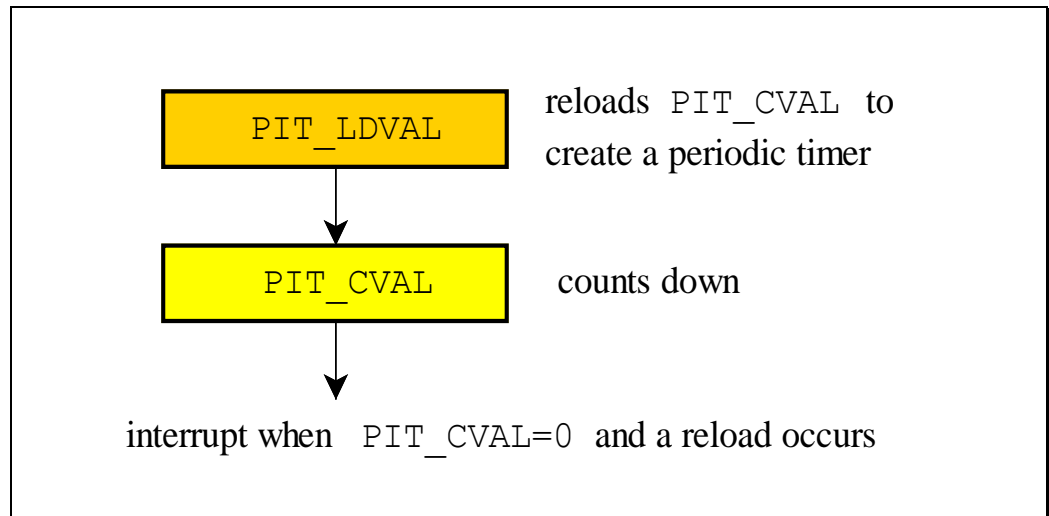 PIT_LDVAL
reloads PIT_CVAL to
create a periodic timer
PIT_CVAL
counts down
interrupt when PIT_CVAL=0 and a reload occurs